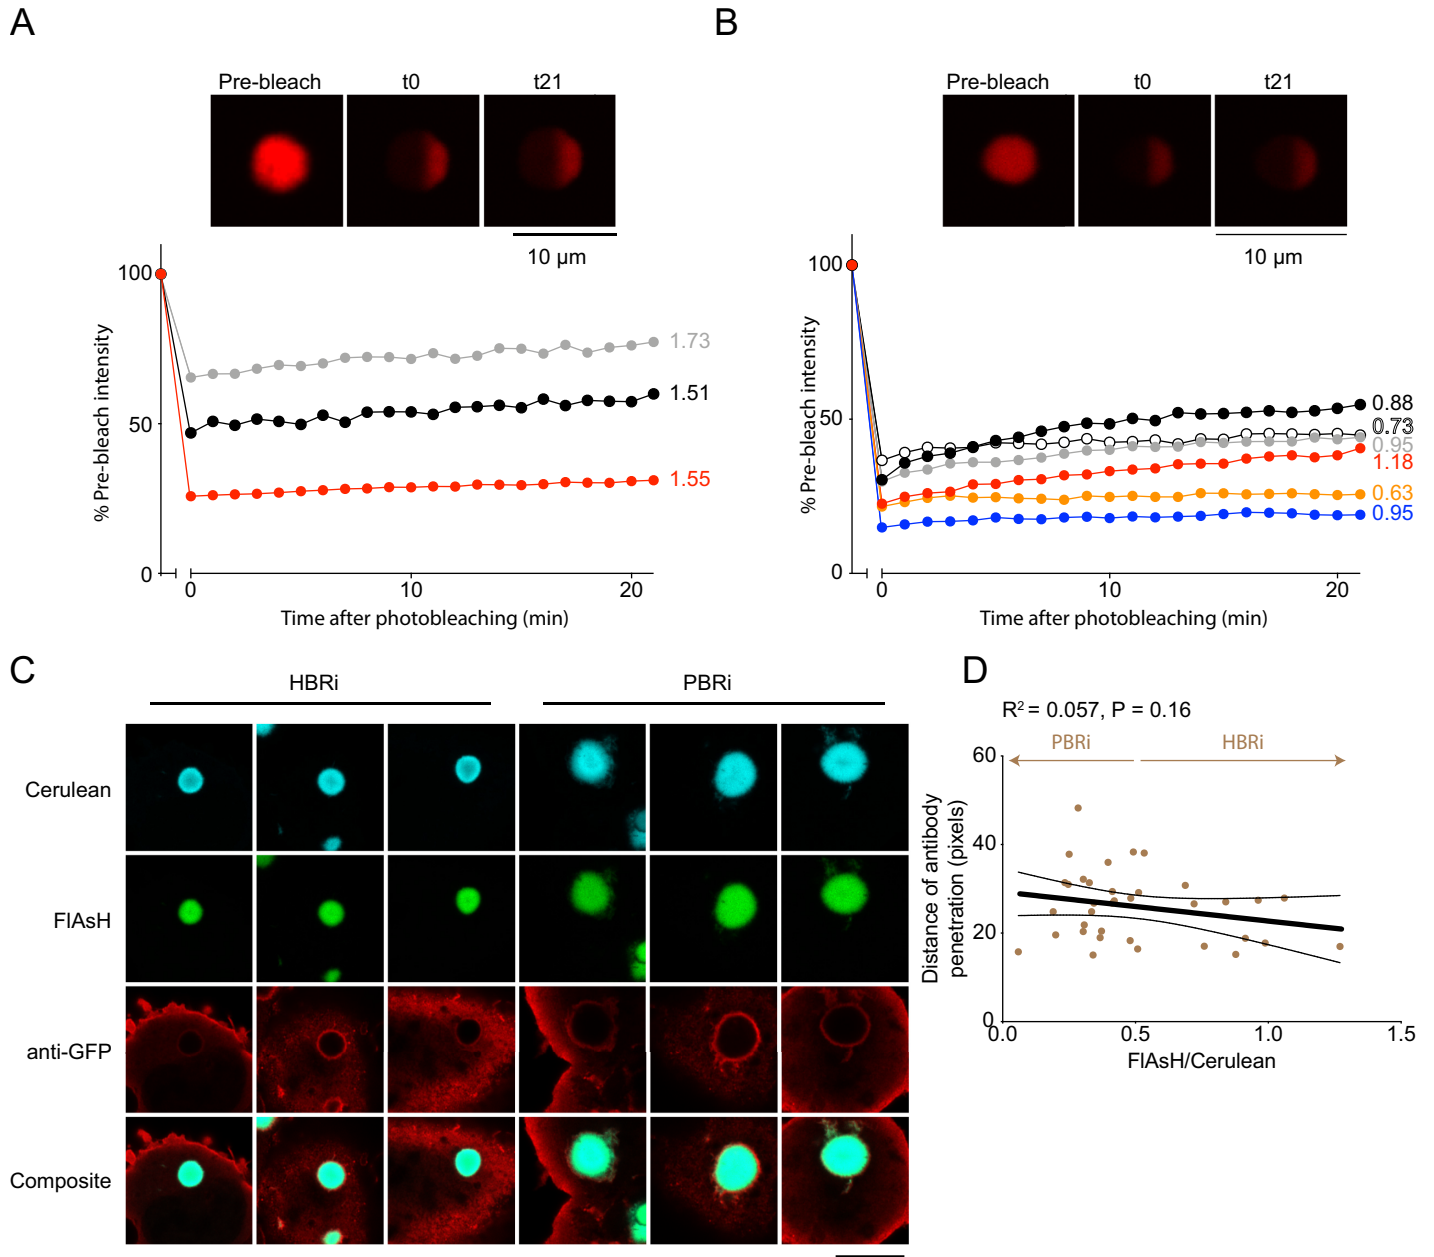 A
Pre-bleach t0 t21
10 µm
% Pre-bleach intensity
100
50
0
1.73
1.51
1.55
0 10 20
Time after photobleaching (min)
B
Pre-bleach t0 t21
10 µm
% Pre-bleach intensity
100
50
0
0.88
0.73
0.95
1.18
0.63
0.95
0 10 20
Time after photobleaching (min)
C
HBRi PBRi
Cerulean
FlAsH
anti-GFP
Composite
D
R² = 0.057, P = 0.16
PBRi HBRi
Distance of antibody
penetration (pixels)
60
40
20
0
0.0 0.5 1.0 1.5
FlAsH/Cerulean